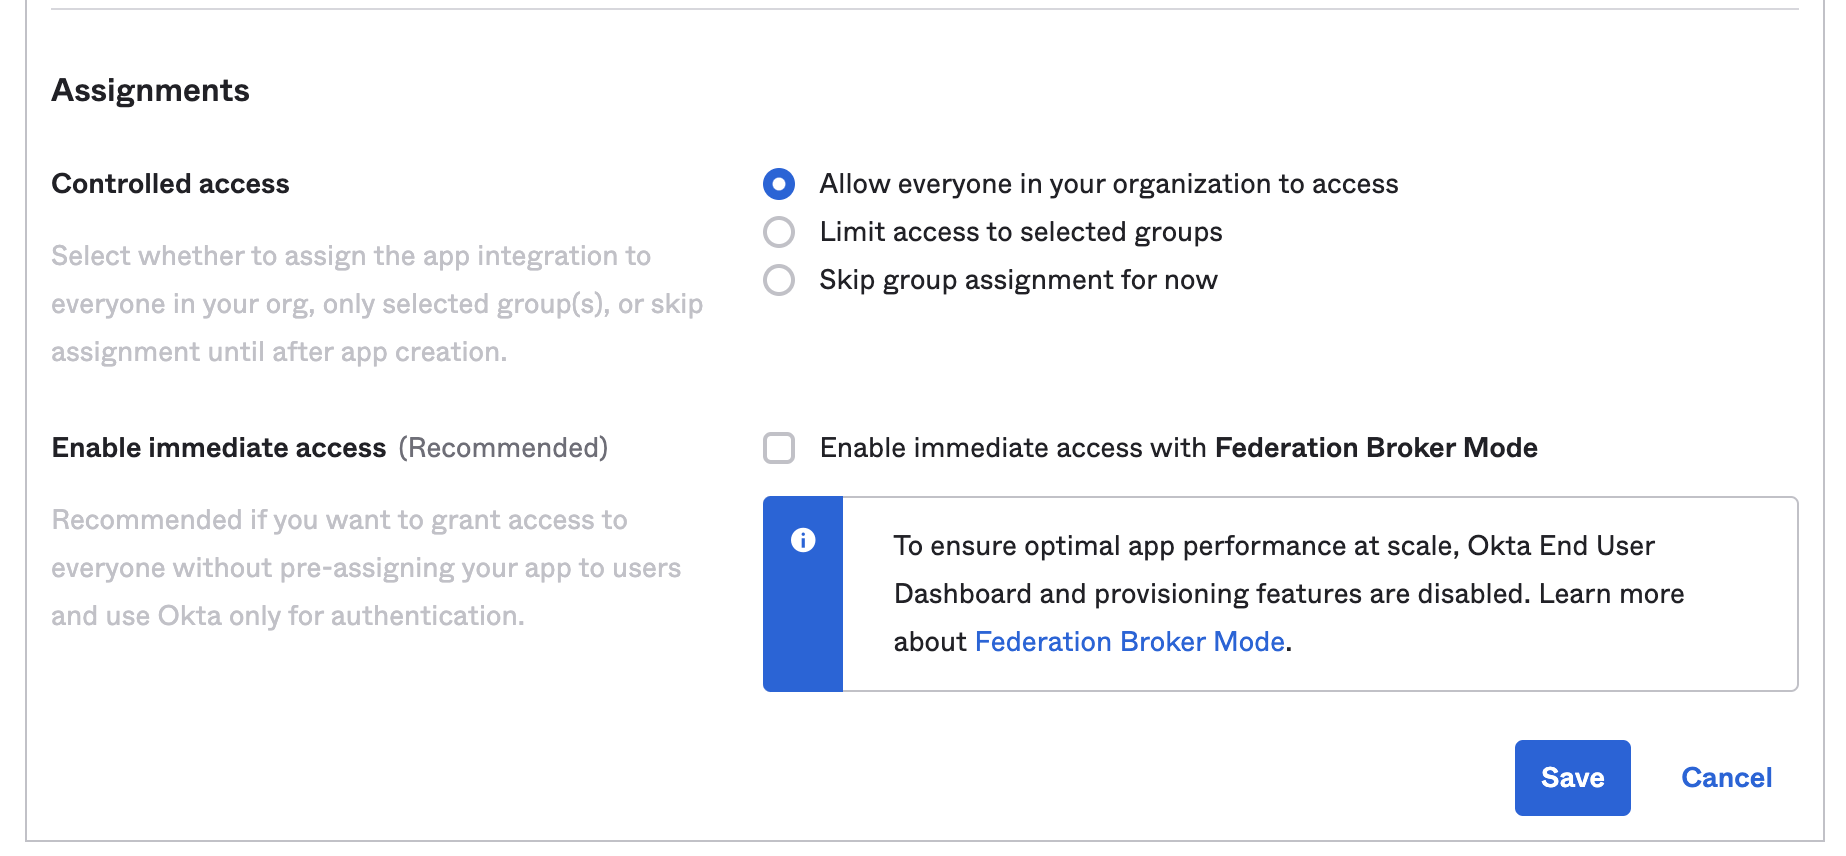 Assignments
Controlled access
Allow everyone in your organization to access
Limit access to selected groups
Skip group assignment for now
Select whether to assign the app integration to
everyone in your org, only selected group(s), or skip
assignment until after app creation.
Enable immediate access (Recommended)
Enable immediate access with Federation Broker Mode
Recommended if you want to grant access to
everyone without pre-assigning your app to users
and use Okta only for authentication.
To ensure optimal app performance at scale, Okta End User
Dashboard and provisioning features are disabled. Learn more
about Federation Broker Mode.
Save
Cancel